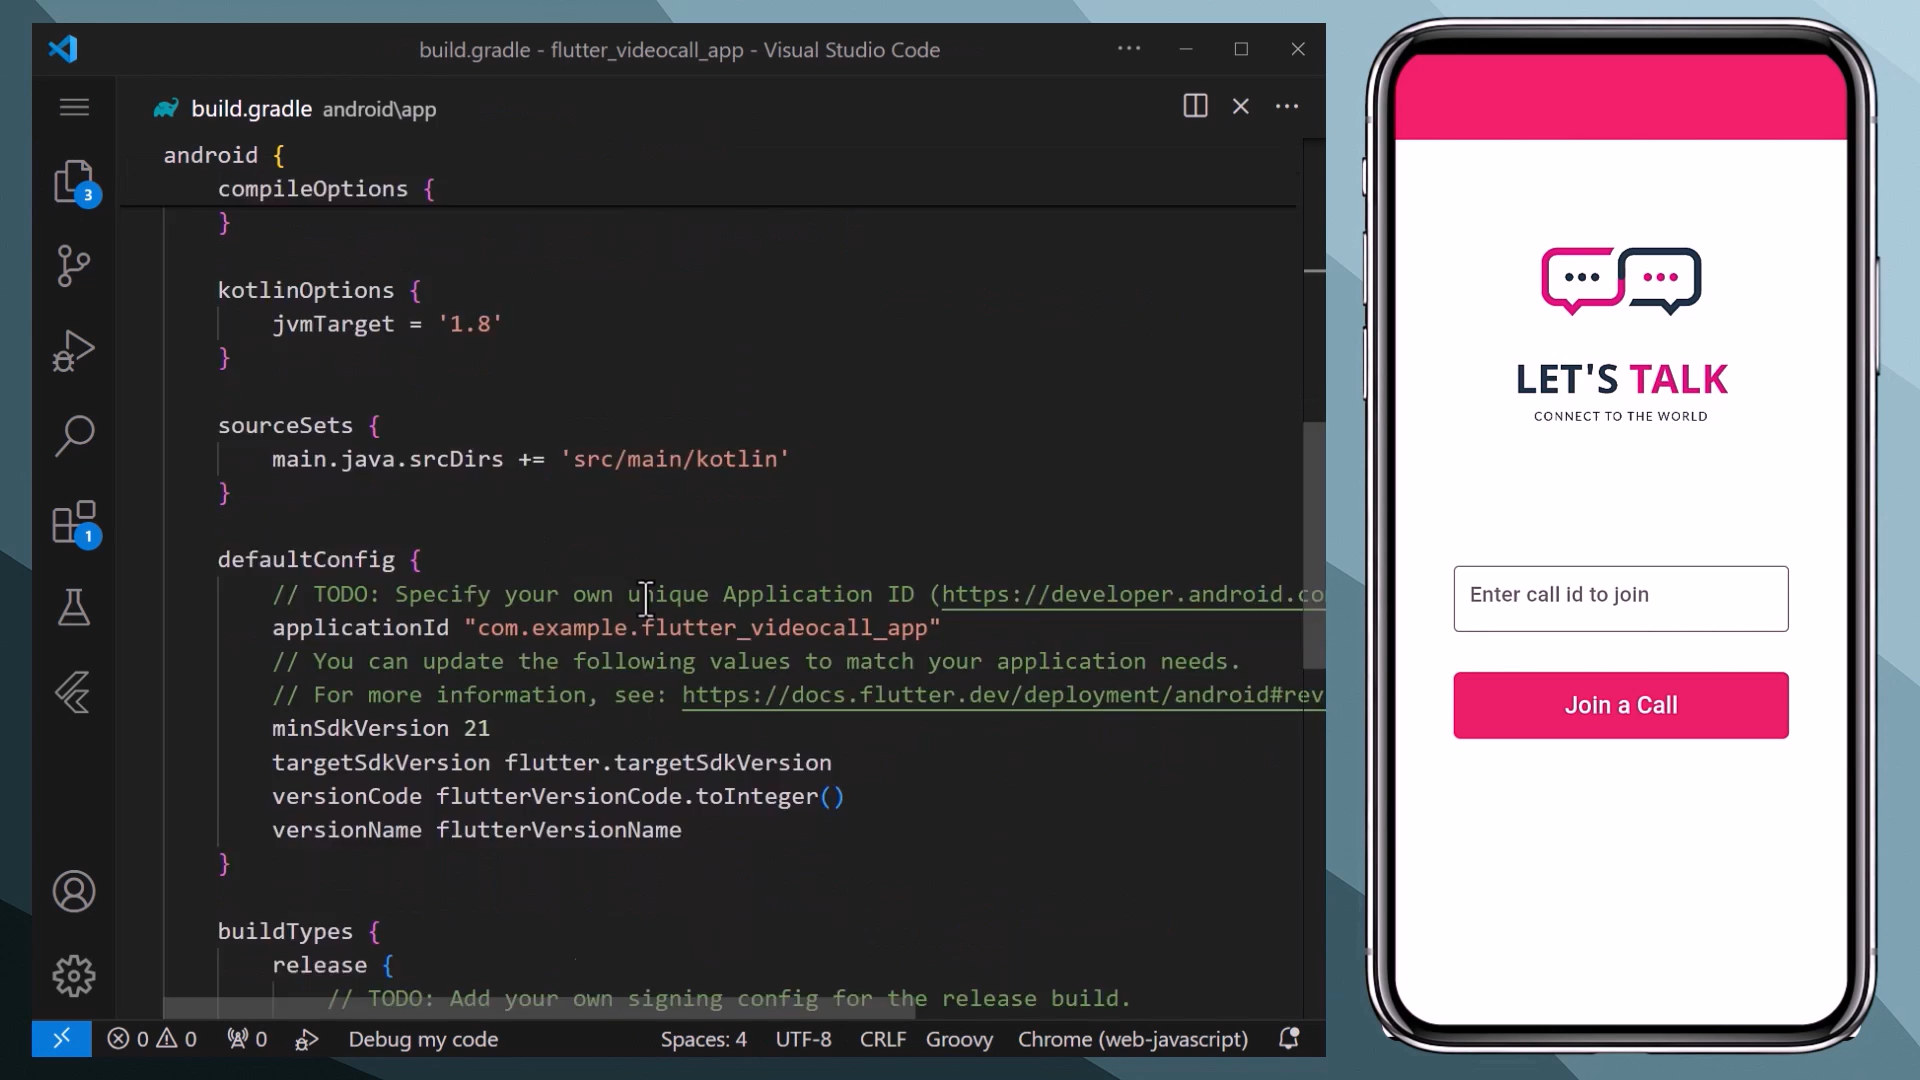 build.gradle - flutter_videocall_app - Visual Studio Code
build.gradle android\app
android {
compileOptions {
}
kotlinOptions {
jvmTarget = '1.8'
}
sourceSets {
main.java.srcDirs += 'src/main/kotlin'
}
defaultConfig {
// TODO: Specify your own unique Application ID (https://developer.android.co
applicationId "com.example.flutter_videocall_app"
// You can update the following values to match your application needs.
// For more information, see: https://docs.flutter.dev/deployment/android#rev
minSdkVersion 21
targetSdkVersion flutter.targetSdkVersion
versionCode flutterVersionCode.toInteger()
versionName flutterVersionName
}
buildTypes {
release {
// TODO: Add your own signing config for the release build.
3
1
0 0 0 Debug my code Spaces: 4 UTF-8 CRLF Groovy Chrome (web-javascript)
LET'S TALK
CONNECT TO THE WORLD
Enter call id to join
Join a Call